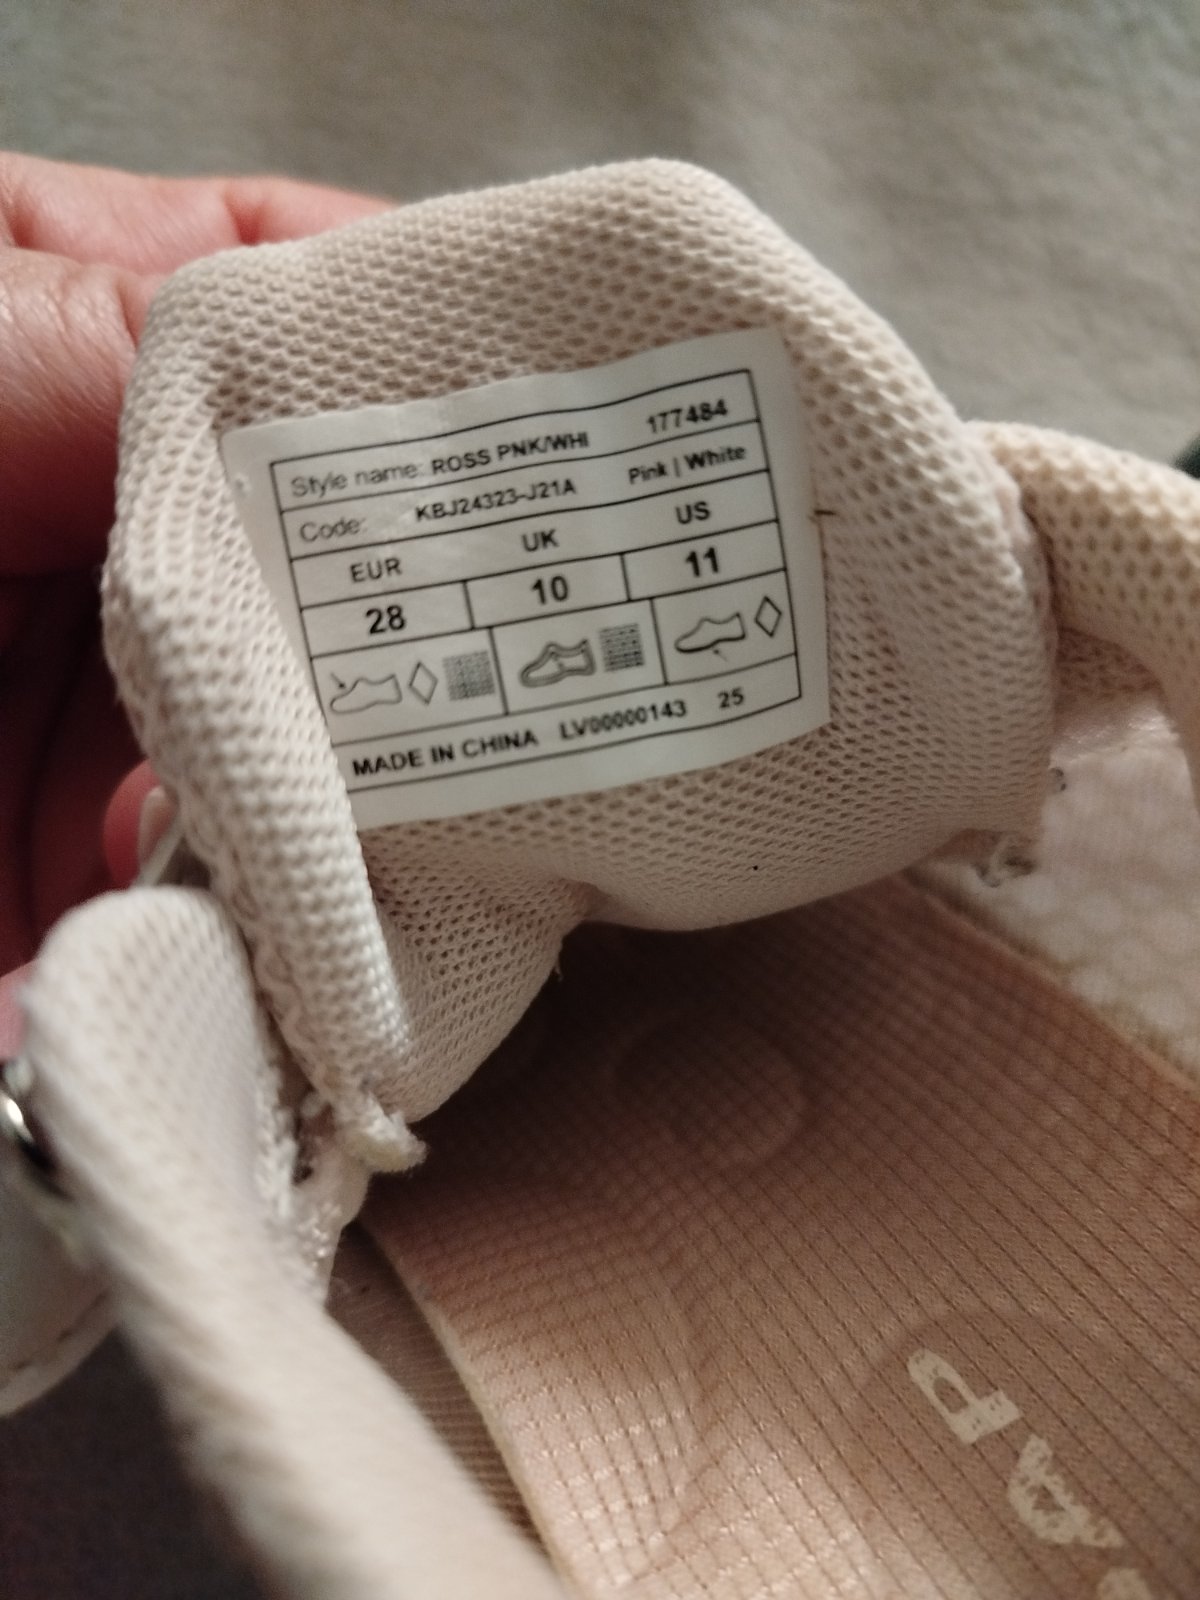 Style name: ROSS PNK/WHI 177484
Code: KBJ24323-J21A Pink | White
EUR UK US
28 10 11
MADE IN CHINA LV00000143 25
PA